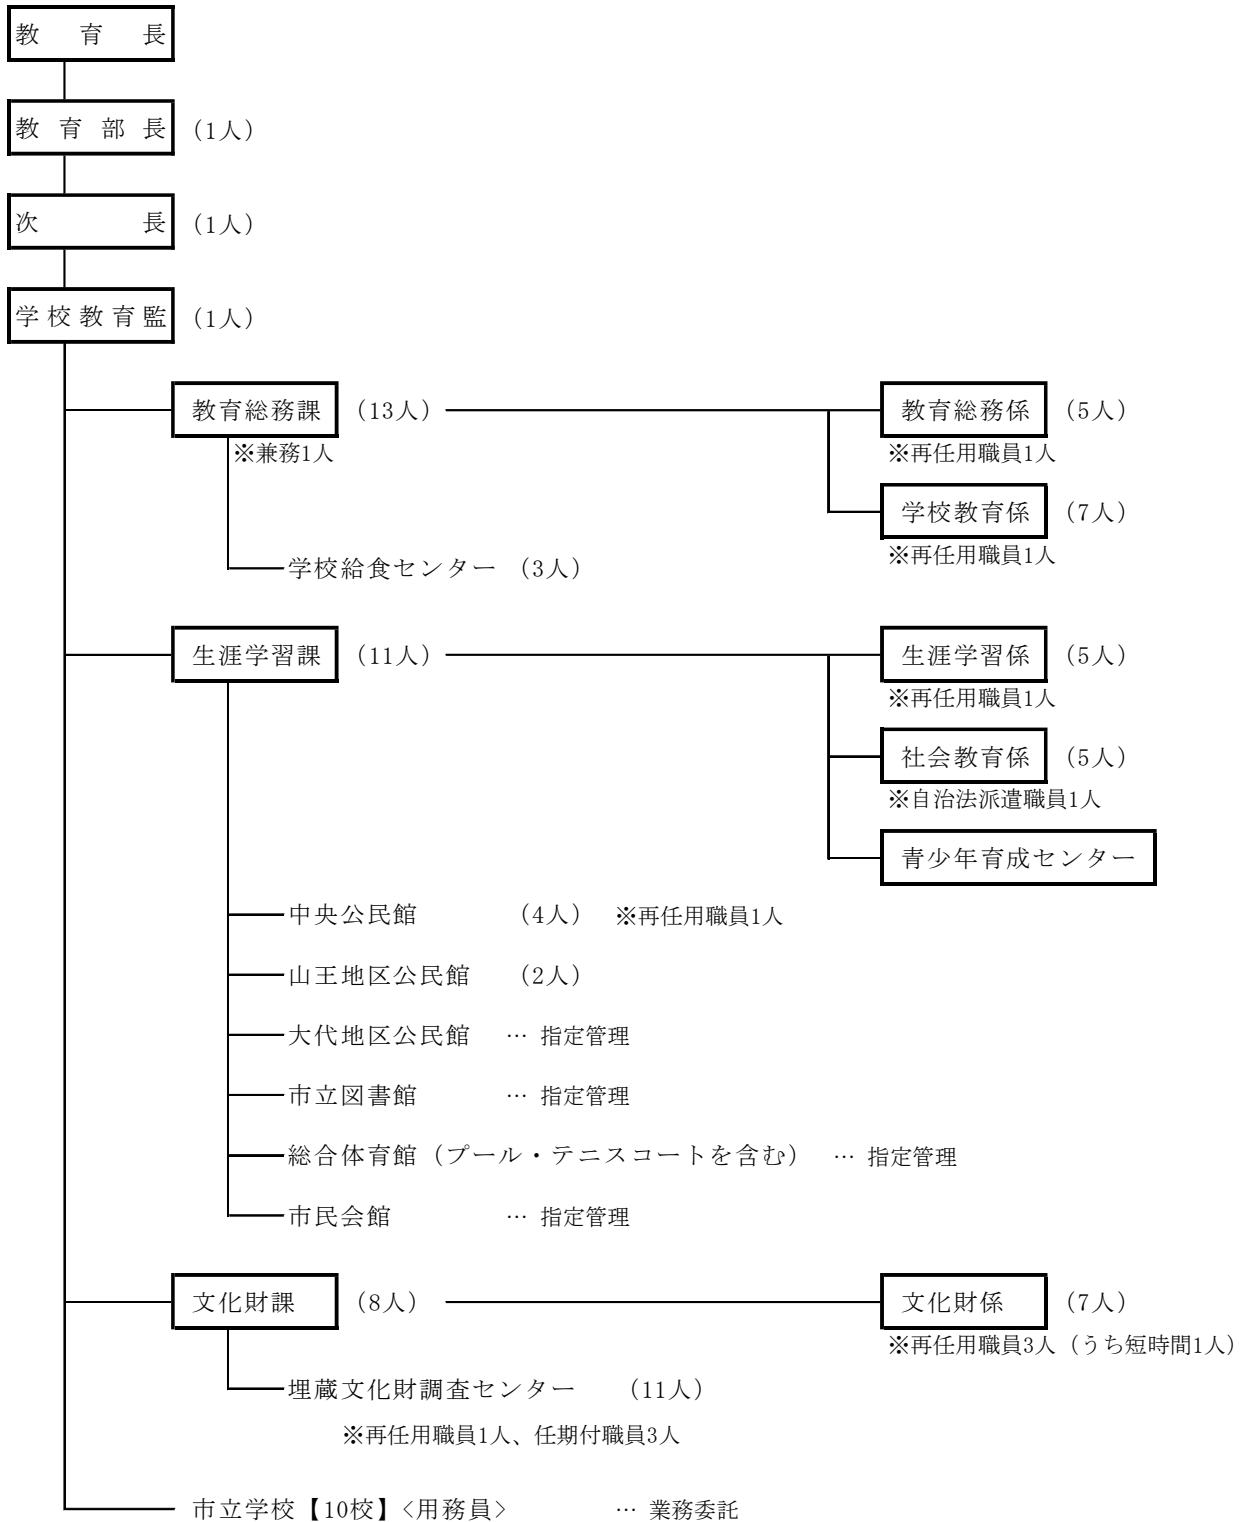 教育長
教育部長 （1人）
次長 （1人）
学校教育監 （1人）
教育総務課 （13人） 教育総務係 （5人）
※兼務1人 ※再任用職員1人
学校教育係 （7人）
※再任用職員1人
学校給食センター （3人）
生涯学習課 （11人） 生涯学習係 （5人）
※再任用職員1人
社会教育係 （5人）
※自治法派遣職員1人
青少年育成センター
中央公民館 （4人） ※再任用職員1人
山王地区公民館 （2人）
大代地区公民館 … 指定管理
市立図書館 … 指定管理
総合体育館（プール・テニスコートを含む） … 指定管理
市民会館 … 指定管理
文化財課 （8人） 文化財係 （7人）
※再任用職員3人（うち短時間1人）
埋蔵文化財調査センター （11人）
※再任用職員1人、任期付職員3人
市立学校【10校】＜用務員＞ … 業務委託